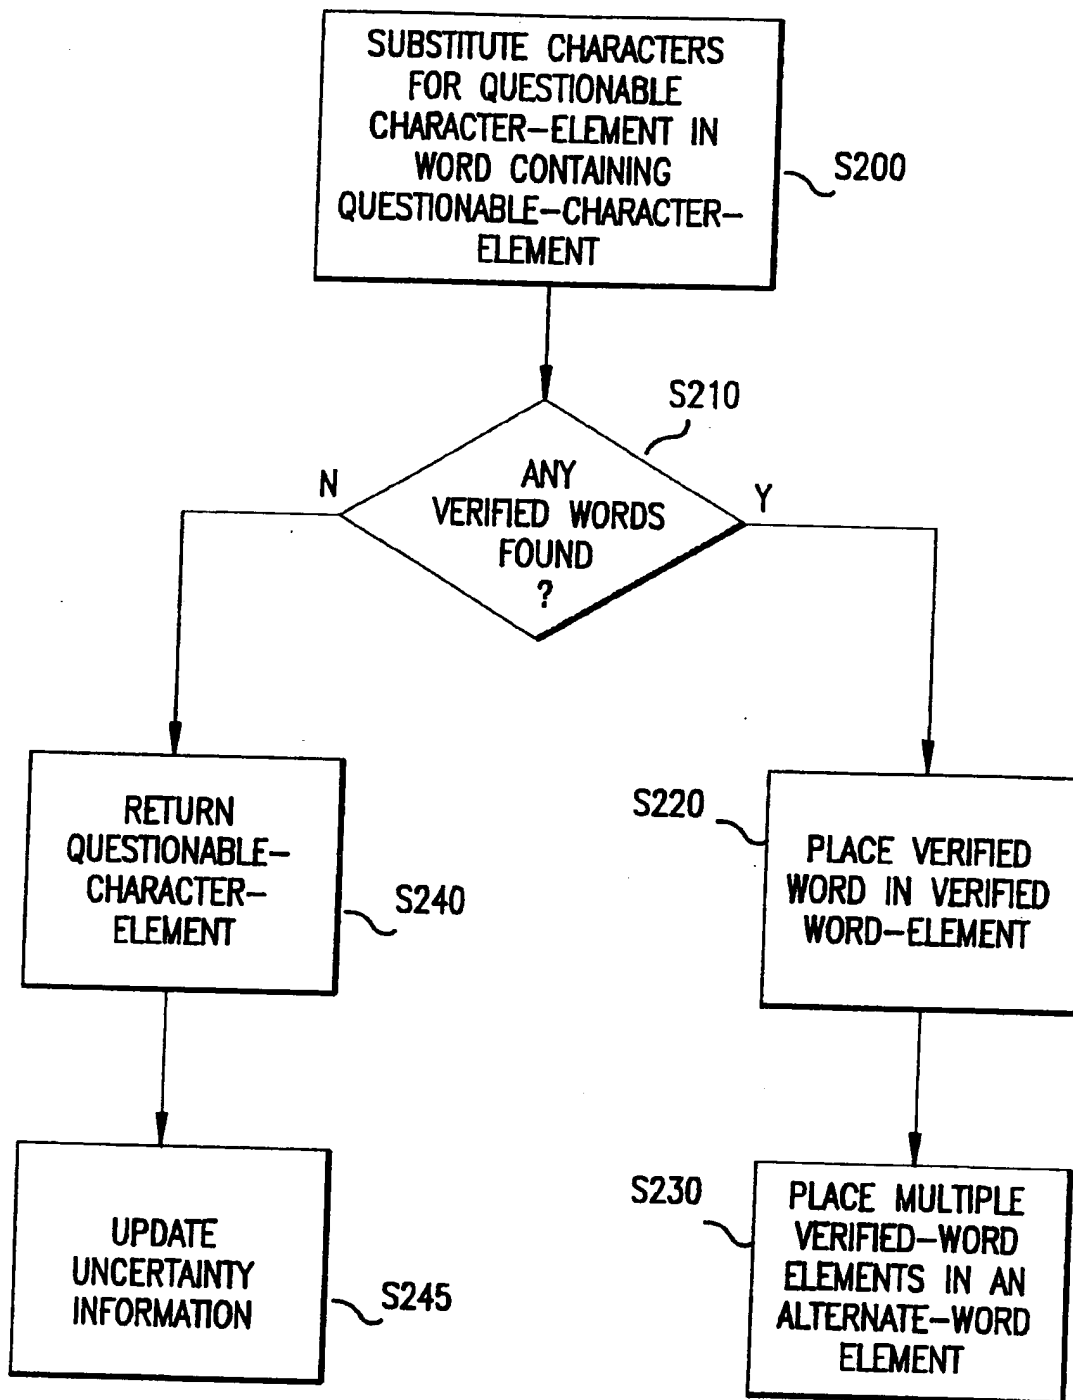 SUBSTITUTE CHARACTERS
FOR QUESTIONABLE
CHARACTER-ELEMENT IN
WORD CONTAINING
QUESTIONABLE-CHARACTER-
ELEMENT
S200
S210
ANY
VERIFIED WORDS
FOUND
?
N
Y
RETURN
QUESTIONABLE-
CHARACTER-
ELEMENT
S240
S220
PLACE VERIFIED
WORD IN VERIFIED
WORD-ELEMENT
UPDATE
UNCERTAINTY
INFORMATION
S245
S230
PLACE MULTIPLE
VERIFIED-WORD
ELEMENTS IN AN
ALTERNATE-WORD
ELEMENT